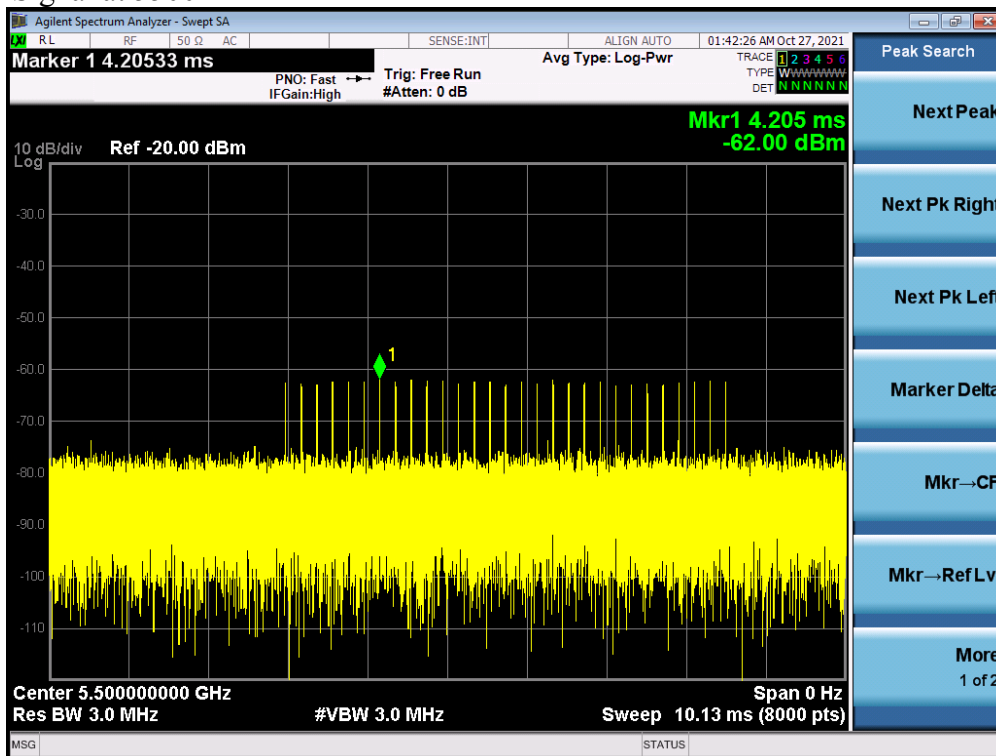 Agilent Spectrum Analyzer - Swept SA
LXI RL RF 50 Ω AC SENSE:INT ALIGN AUTO 01:42:26 AM Oct 27, 2021
Marker 1 4.20533 ms
PNO: Fast
IFGain:High
Trig: Free Run
#Atten: 0 dB
Avg Type: Log-Pwr
TRACE 1 2 3 4 5 6
TYPE WWWWWW
DET N N N N N N
Mkr1 4.205 ms
-62.00 dBm
10 dB/div Ref -20.00 dBm
Log
-30.0
-40.0
-50.0
1
-60.0
-70.0
-80.0
-90.0
-100
-110
Center 5.500000000 GHz Span 0 Hz
Res BW 3.0 MHz #VBW 3.0 MHz Sweep 10.13 ms (8000 pts)
MSG STATUS
Peak Search
Next Peak
Next Pk Right
Next Pk Left
Marker Delta
Mkr→CF
Mkr→Ref Lv
More
1 of 2